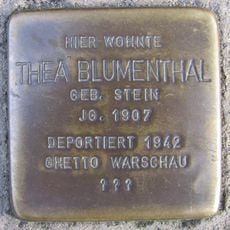 HIER WOHNTE
THEA BLUMENTHAL
GEB. STEIN
JG. 1907
DEPORTIERT 1942
GHETTO WARSCHAU
???